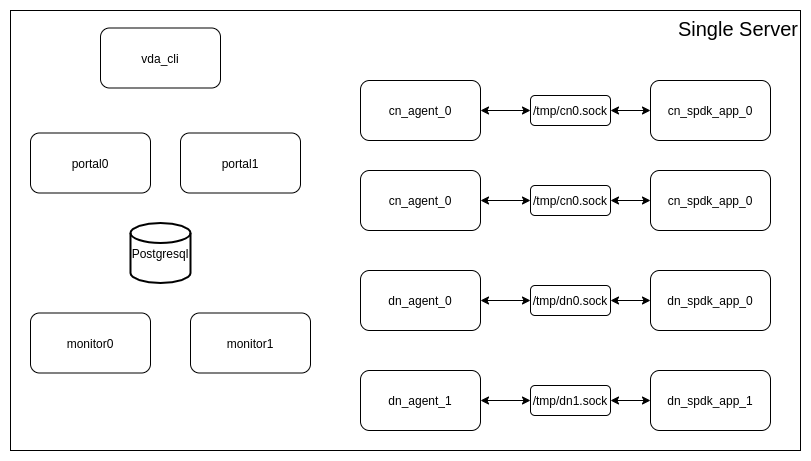 Single Server
vda_cli
portal0
portal1
Postgresql
monitor0
monitor1
cn_agent_0
/tmp/cn0.sock
cn_spdk_app_0
cn_agent_0
/tmp/cn0.sock
cn_spdk_app_0
dn_agent_0
/tmp/dn0.sock
dn_spdk_app_0
dn_agent_1
/tmp/dn1.sock
dn_spdk_app_1